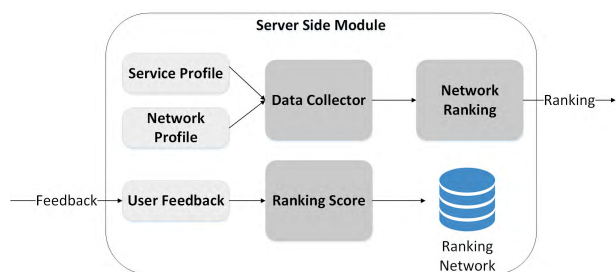 Server Side Module
Service Profile
Network
Profile
Data Collector
Network
Ranking
Ranking
Feedback
User Feedback
Ranking Score
Ranking
Network